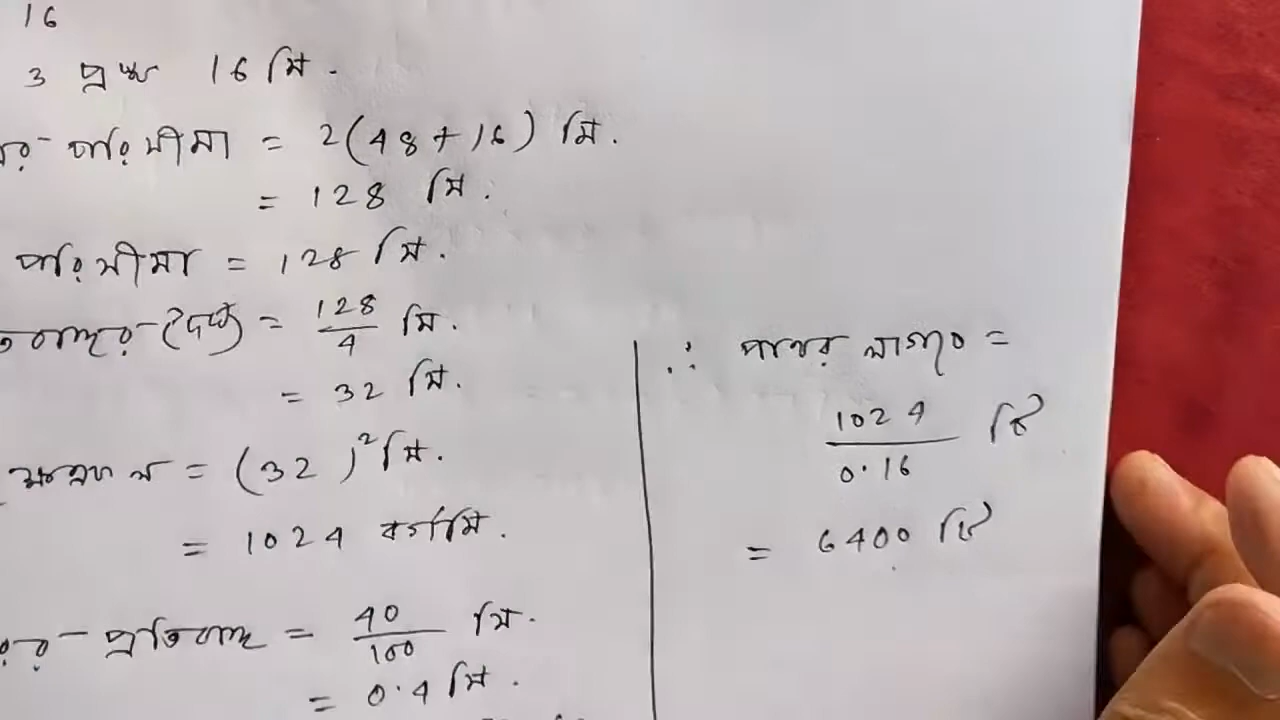 16
3 প্রস্থ 16 মি.
পরিসীমা = 2(48+16) মি.
= 128 মি.
পরিসীমা = 128 মি.
দৈর্ঘ্য = 128/4 মি.
= 32 মি.
= (32)² মি.
= 1024 বর্গমি.
প্রতিবাহু = 40/100 মি.
= 0.4 মি.
∴ পাথর লাগবে =
1024/0.16 টি
= 6400 টি